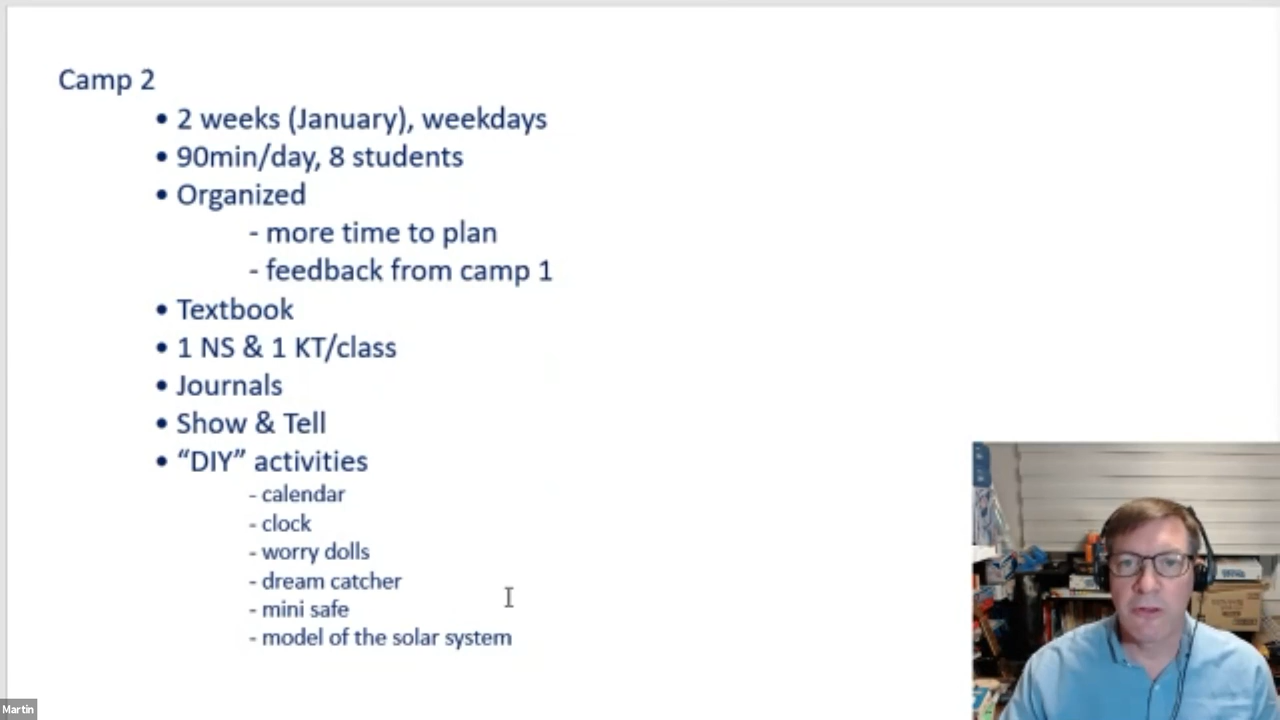 Camp 2
• 2 weeks (January), weekdays
• 90min/day, 8 students
• Organized
- more time to plan
- feedback from camp 1
• Textbook
• 1 NS & 1 KT/class
• Journals
• Show & Tell
• “DIY” activities
- calendar
- clock
- worry dolls
- dream catcher
- mini safe
- model of the solar system
Martin